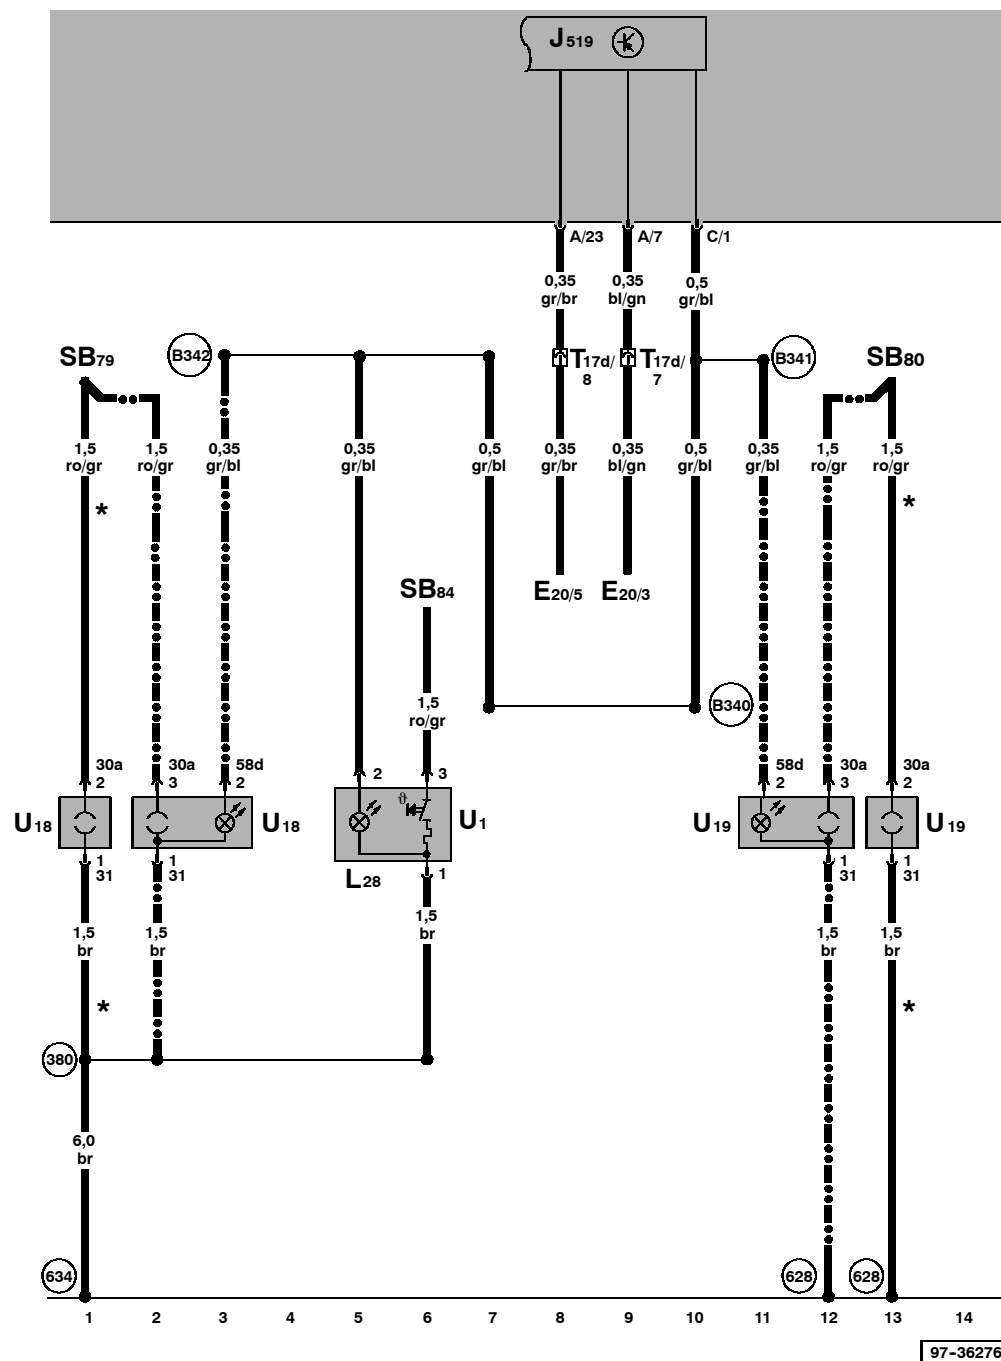 J519
A/23 A/7 C/1
0,35 0,35 0,5
gr/br bl/gn gr/bl
SB79 B342 T17d/ T17d/ B341 SB80
8 7
1,5 1,5 0,35 0,35 0,5 0,35 0,35 0,5 0,35 1,5 1,5
ro/gr ro/gr gr/bl gr/bl gr/bl gr/br bl/gn gr/bl gr/bl ro/gr ro/gr
* *
SB84 E20/5 E20/3
1,5
ro/gr
B340
30a 30a 58d 58d 30a 30a
2 3 2 2 3 2 3 2
U18 U18 ϑ U1 U19 U19
1 1 L28 1 1 1
31 31 31 31
1,5
br
1,5 1,5 1,5 1,5
br br br br
* *
380
6,0
br
634 628 628
1 2 3 4 5 6 7 8 9 10 11 12 13 14
97-36276